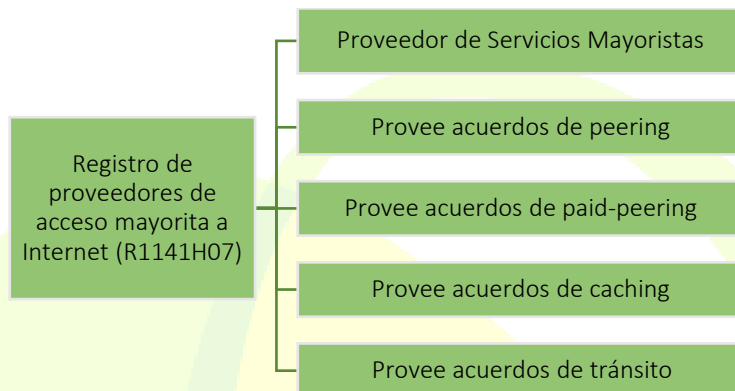 Registro de
proveedores de
acceso mayorita a
Internet (R1141H07)
Proveedor de Servicios Mayoristas
Provee acuerdos de peering
Provee acuerdos de paid-peering
Provee acuerdos de caching
Provee acuerdos de tránsito